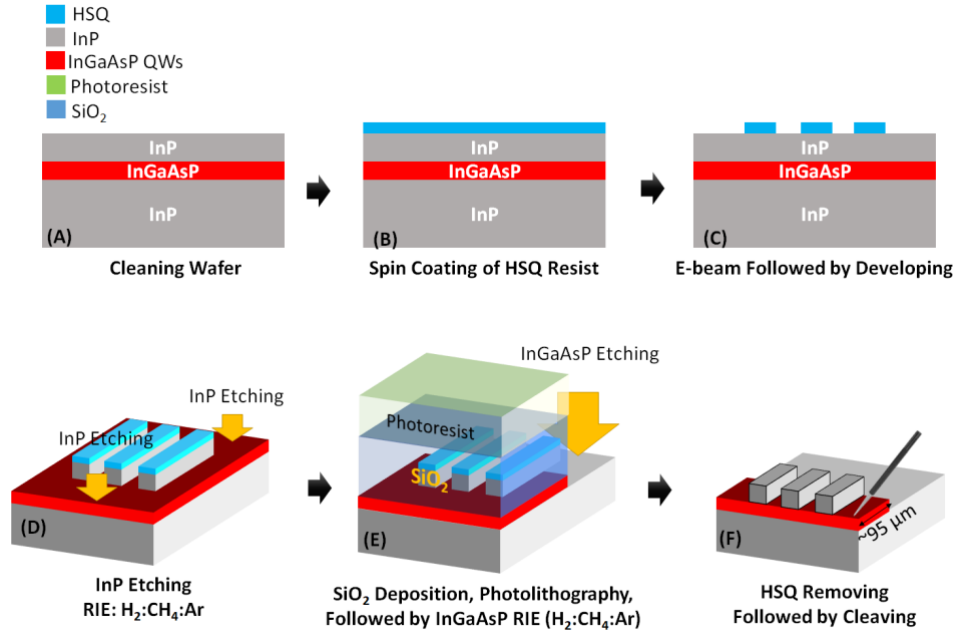 HSQ
InP
InGaAsP QWs
Photoresist
SiO₂
InP
InGaAsP
InP
(A)
Cleaning Wafer
InP
InGaAsP
InP
(B)
Spin Coating of HSQ Resist
InP
InGaAsP
InP
(C)
E-beam Followed by Developing
InP Etching
InP Etching
(D)
InP Etching
RIE: H₂:CH₄:Ar
InGaAsP Etching
Photoresist
SiO₂
(E)
SiO₂ Deposition, Photolithography,
Followed by InGaAsP RIE (H₂:CH₄:Ar)
~95 μm
(F)
HSQ Removing
Followed by Cleaving